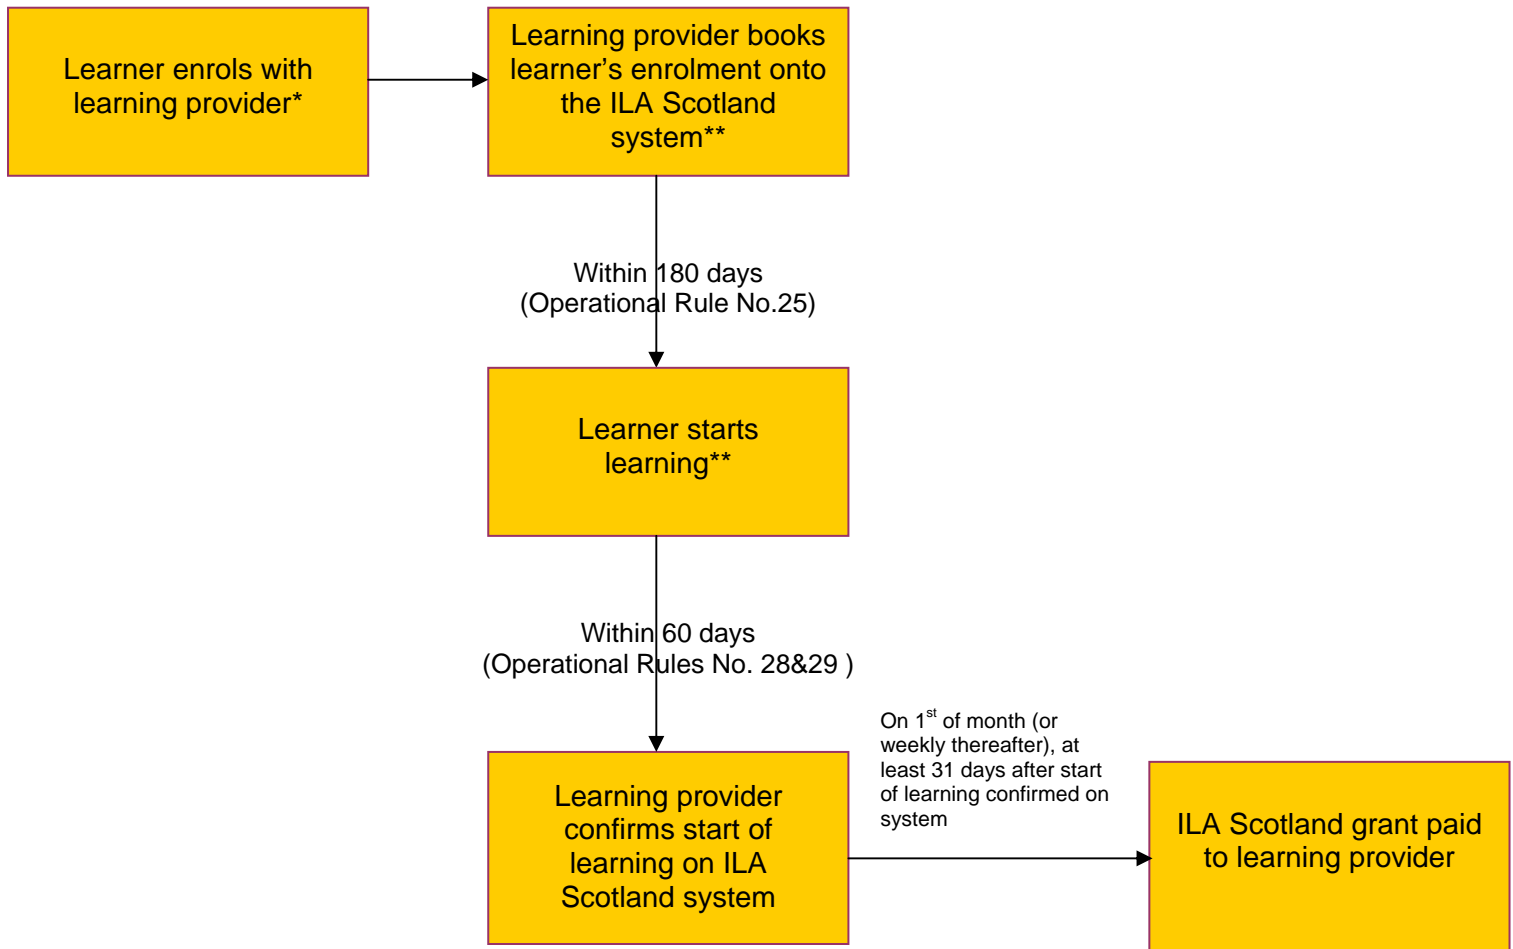 Learner enrols with
learning provider*
Learning provider books
learner’s enrolment onto
the ILA Scotland
system**
Within 180 days
(Operational Rule No.25)
Learner starts
learning**
Within 60 days
(Operational Rules No. 28&29 )
Learning provider
confirms start of
learning on ILA
Scotland system
On 1st of month (or
weekly thereafter), at
least 31 days after start
of learning confirmed on
system
ILA Scotland grant paid
to learning provider